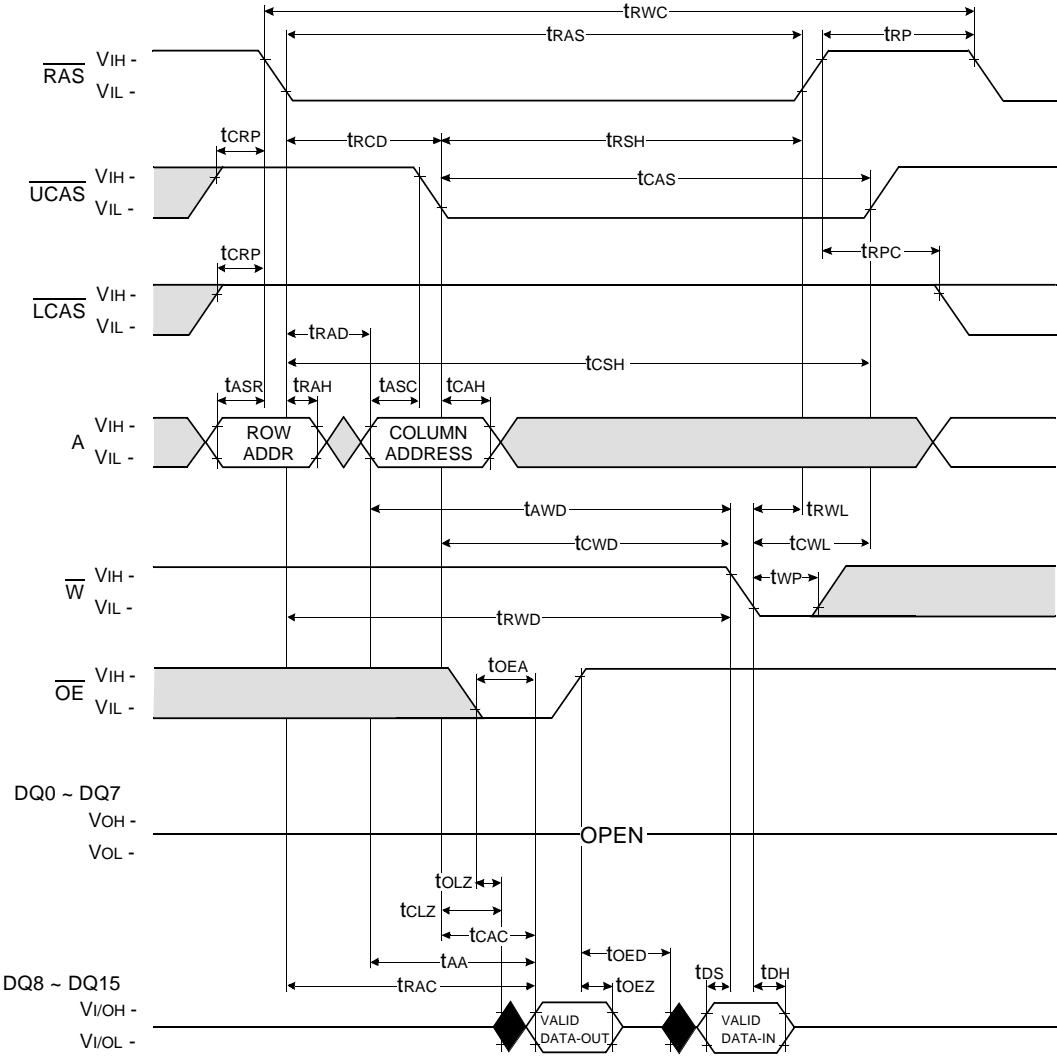 tRWC
tRAS
tRP
RAS
VIH -
VIL -
tCRP
tRCD
tRSH
UCAS
VIH -
VIL -
tCAS
tCRP
tRPC
LCAS
VIH -
VIL -
tRAD
tCSH
tASR
tRAH
tASC
tCAH
A
VIH -
VIL -
ROW
ADDR
COLUMN
ADDRESS
tAWD
tRWL
tCWD
tCWL
W
VIH -
VIL -
tWP
tRWD
OE
VIH -
VIL -
tOEA
DQ0 ~ DQ7
VOH -
VOL -
OPEN
tOLZ
tCLZ
tCAC
tAA
tOED
tRAC
tOEZ
tDS
tDH
DQ8 ~ DQ15
VI/OH -
VI/OL -
VALID
DATA-OUT
VALID
DATA-IN